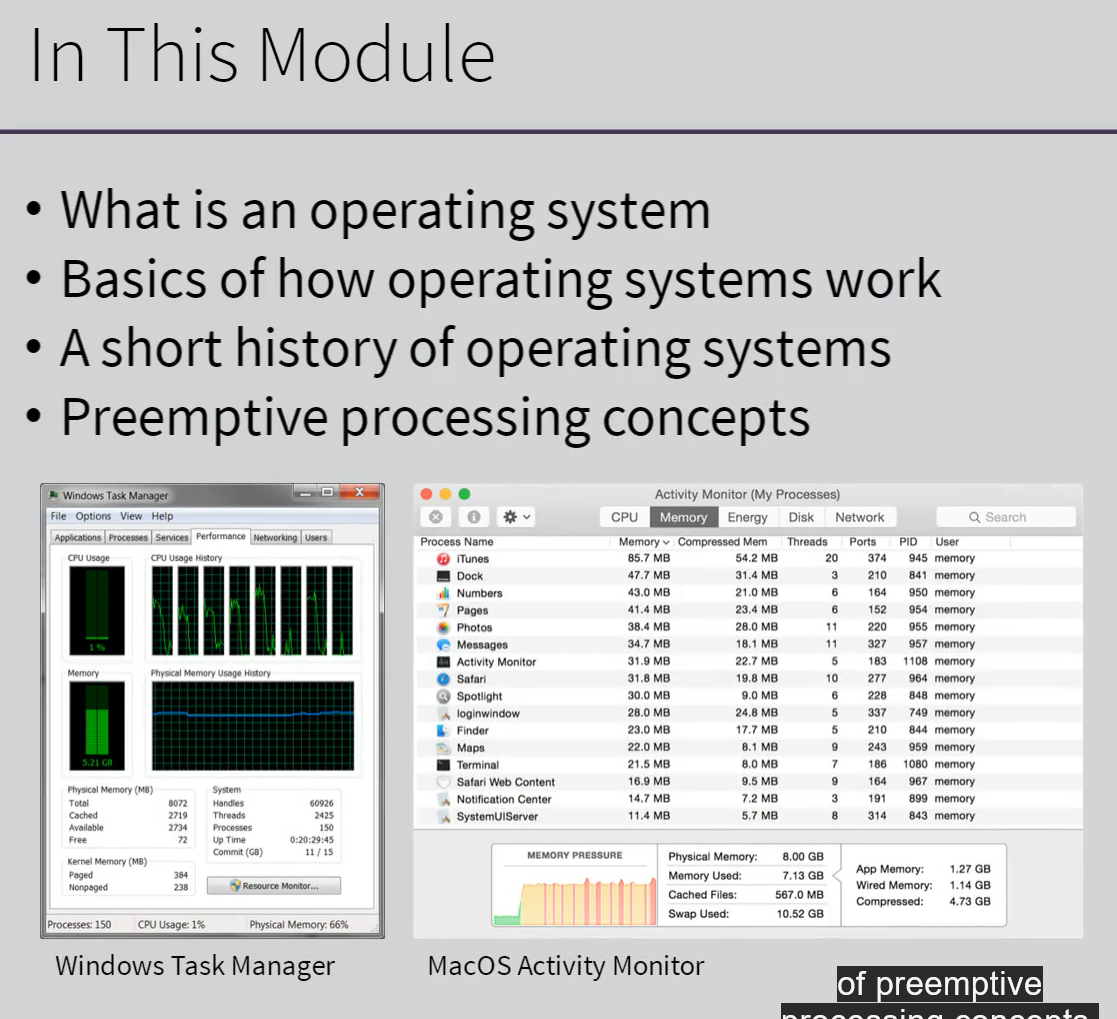 In This Module
• What is an operating system
• Basics of how operating systems work
• A short history of operating systems
• Preemptive processing concepts
Windows Task Manager
File Options View Help
Applications Processes Services Performance Networking Users
CPU Usage CPU Usage History
1 %
Memory Physical Memory Usage History
5.21 GB
Physical Memory (MB)
Total 8072
Cached 2719
Available 2734
Free 72
Kernel Memory (MB)
Paged 384
Nonpaged 238
System
Handles 60926
Threads 2425
Processes 150
Up Time 0:20:29:45
Commit (GB) 11 / 15
Resource Monitor...
Processes: 150 CPU Usage: 1% Physical Memory: 66%
Windows Task Manager
Activity Monitor (My Processes)
CPU Memory Energy Disk Network Search
Process Name Memory Compressed Mem Threads Ports PID User
iTunes 85.7 MB 54.2 MB 20 374 945 memory
Dock 47.7 MB 31.4 MB 3 210 841 memory
Numbers 43.0 MB 21.0 MB 6 164 950 memory
Pages 41.4 MB 23.4 MB 6 152 954 memory
Photos 38.4 MB 28.0 MB 11 220 955 memory
Messages 34.7 MB 18.1 MB 11 327 957 memory
Activity Monitor 31.9 MB 22.7 MB 5 183 1108 memory
Safari 31.8 MB 19.8 MB 10 277 964 memory
Spotlight 30.0 MB 9.0 MB 6 228 848 memory
loginwindow 28.0 MB 24.8 MB 5 337 749 memory
Finder 23.0 MB 17.7 MB 5 210 844 memory
Maps 22.0 MB 8.1 MB 9 243 959 memory
Terminal 21.5 MB 8.0 MB 7 186 1080 memory
Safari Web Content 16.9 MB 9.5 MB 9 164 967 memory
Notification Center 14.7 MB 7.2 MB 3 191 899 memory
SystemUIServer 11.4 MB 5.7 MB 8 314 843 memory
MEMORY PRESSURE
Physical Memory: 8.00 GB
Memory Used: 7.13 GB
Cached Files: 567.0 MB
Swap Used: 10.52 GB
App Memory: 1.27 GB
Wired Memory: 1.14 GB
Compressed: 4.73 GB
MacOS Activity Monitor
of preemptive
processing concepts